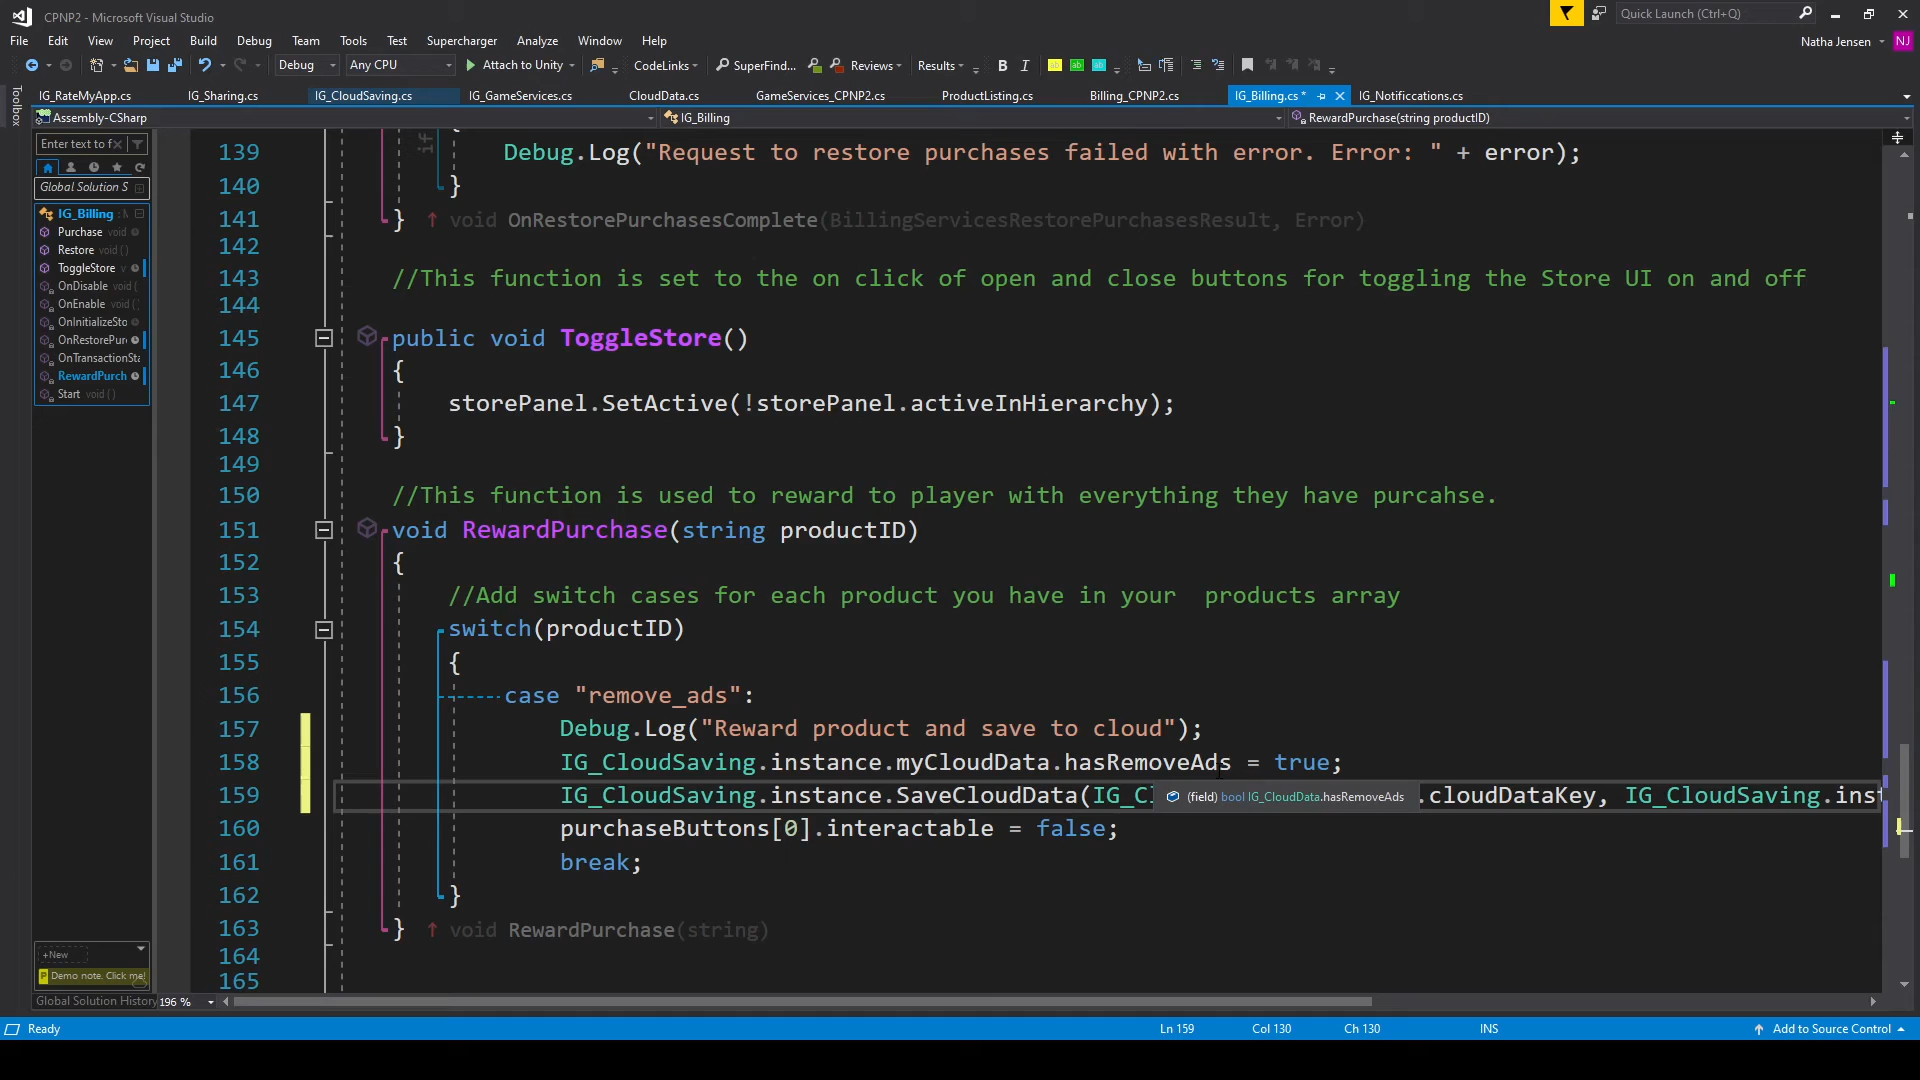 CPNP2 - Microsoft Visual Studio
Quick Launch (Ctrl+Q)
File Edit View Project Build Debug Team Tools Test Supercharger Analyze Window Help
Natha Jensen NJ
Debug Any CPU Attach to Unity CodeLinks SuperFind... Reviews Results B I
IG_RateMyApp.cs IG_Sharing.cs IG_CloudSaving.cs IG_GameServices.cs CloudData.cs GameServices_CPNP2.cs ProductListing.cs Billing_CPNP2.cs IG_Billing.cs * IG_Notificcations.cs
Toolbox
Assembly-CSharp IG_Billing RewardPurchase(string productID)
Enter text to f
Global Solution S
IG_Billing
Purchase void
Restore void ()
ToggleStore v
OnDisable void (
OnEnable void (
OnInitializeSto
OnRestorePur
OnTransactionSta
RewardPurch
Start void ()
+New
Demo note. Click me!
Global Solution History
139 Debug.Log("Request to restore purchases failed with error. Error: " + error);
140 }
141 } ↑ void OnRestorePurchasesComplete(BillingServicesRestorePurchasesResult, Error)
142
143 //This function is set to the on click of open and close buttons for toggling the Store UI on and off
144
145 public void ToggleStore()
146 {
147 storePanel.SetActive(!storePanel.activeInHierarchy);
148 }
149
150 //This function is used to reward to player with everything they have purcahse.
151 void RewardPurchase(string productID)
152 {
153 //Add switch cases for each product you have in your  products array
154 switch(productID)
155 {
156 case "remove_ads":
157 Debug.Log("Reward product and save to cloud");
158 IG_CloudSaving.instance.myCloudData.hasRemoveAds = true;
159 IG_CloudSaving.instance.SaveCloudData(IG_Cl (field) bool IG_CloudData.hasRemoveAds .cloudDataKey, IG_CloudSaving.inst
160 purchaseButtons[0].interactable = false;
161 break;
162 }
163 } ↑ void RewardPurchase(string)
164
165
196 %
Ready Ln 159 Col 130 Ch 130 INS Add to Source Control